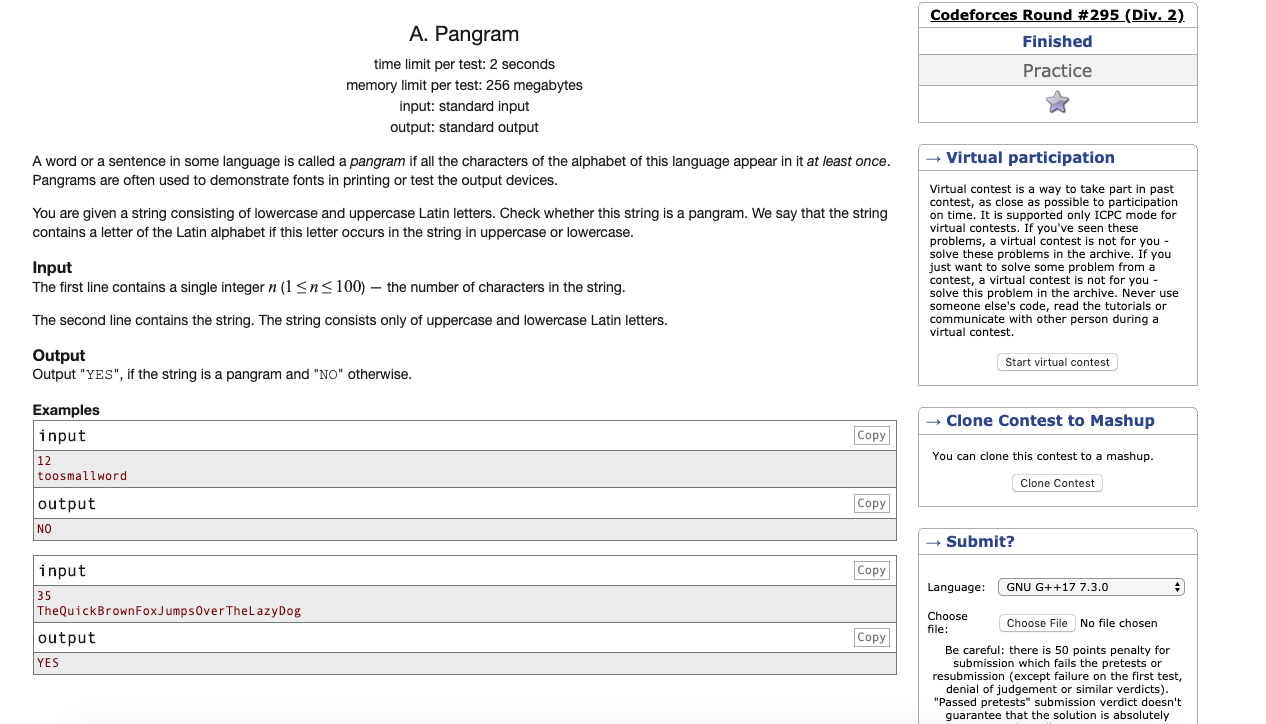 A. Pangram
time limit per test: 2 seconds
memory limit per test: 256 megabytes
input: standard input
output: standard output
A word or a sentence in some language is called a pangram if all the characters of the alphabet of this language appear in it at least once.
Pangrams are often used to demonstrate fonts in printing or test the output devices.
You are given a string consisting of lowercase and uppercase Latin letters. Check whether this string is a pangram. We say that the string
contains a letter of the Latin alphabet if this letter occurs in the string in uppercase or lowercase.
Input
The first line contains a single integer n (1 ≤ n ≤ 100) — the number of characters in the string.
The second line contains the string. The string consists only of uppercase and lowercase Latin letters.
Output
Output "YES", if the string is a pangram and "NO" otherwise.
Examples
input Copy
12
toosmallword
output Copy
NO
input Copy
35
TheQuickBrownFoxJumpsOverTheLazyDog
output Copy
YES
Codeforces Round #295 (Div. 2)
Finished
Practice
→ Virtual participation
Virtual contest is a way to take part in past
contest, as close as possible to participation
on time. It is supported only ICPC mode for
virtual contests. If you've seen these
problems, a virtual contest is not for you -
solve these problems in the archive. If you
just want to solve some problem from a
contest, a virtual contest is not for you -
solve this problem in the archive. Never use
someone else's code, read the tutorials or
communicate with other person during a
virtual contest.
Start virtual contest
→ Clone Contest to Mashup
You can clone this contest to a mashup.
Clone Contest
→ Submit?
Language: GNU G++17 7.3.0
Choose
file: Choose File No file chosen
Be careful: there is 50 points penalty for
submission which fails the pretests or
resubmission (except failure on the first test,
denial of judgement or similar verdicts).
"Passed pretests" submission verdict doesn't
guarantee that the solution is absolutely